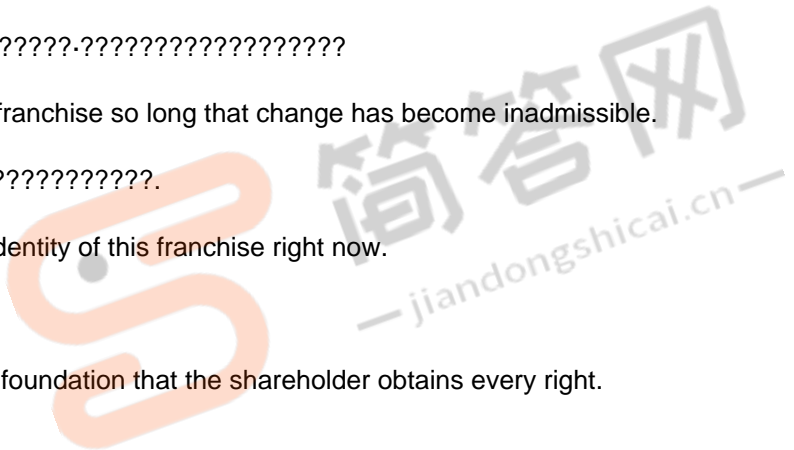 ?????.??????????????????
franchise so long that change has become inadmissible.
???????????.
dentity of this franchise right now.
foundation that the shareholder obtains every right.
简答网
jiandongshicai.cn